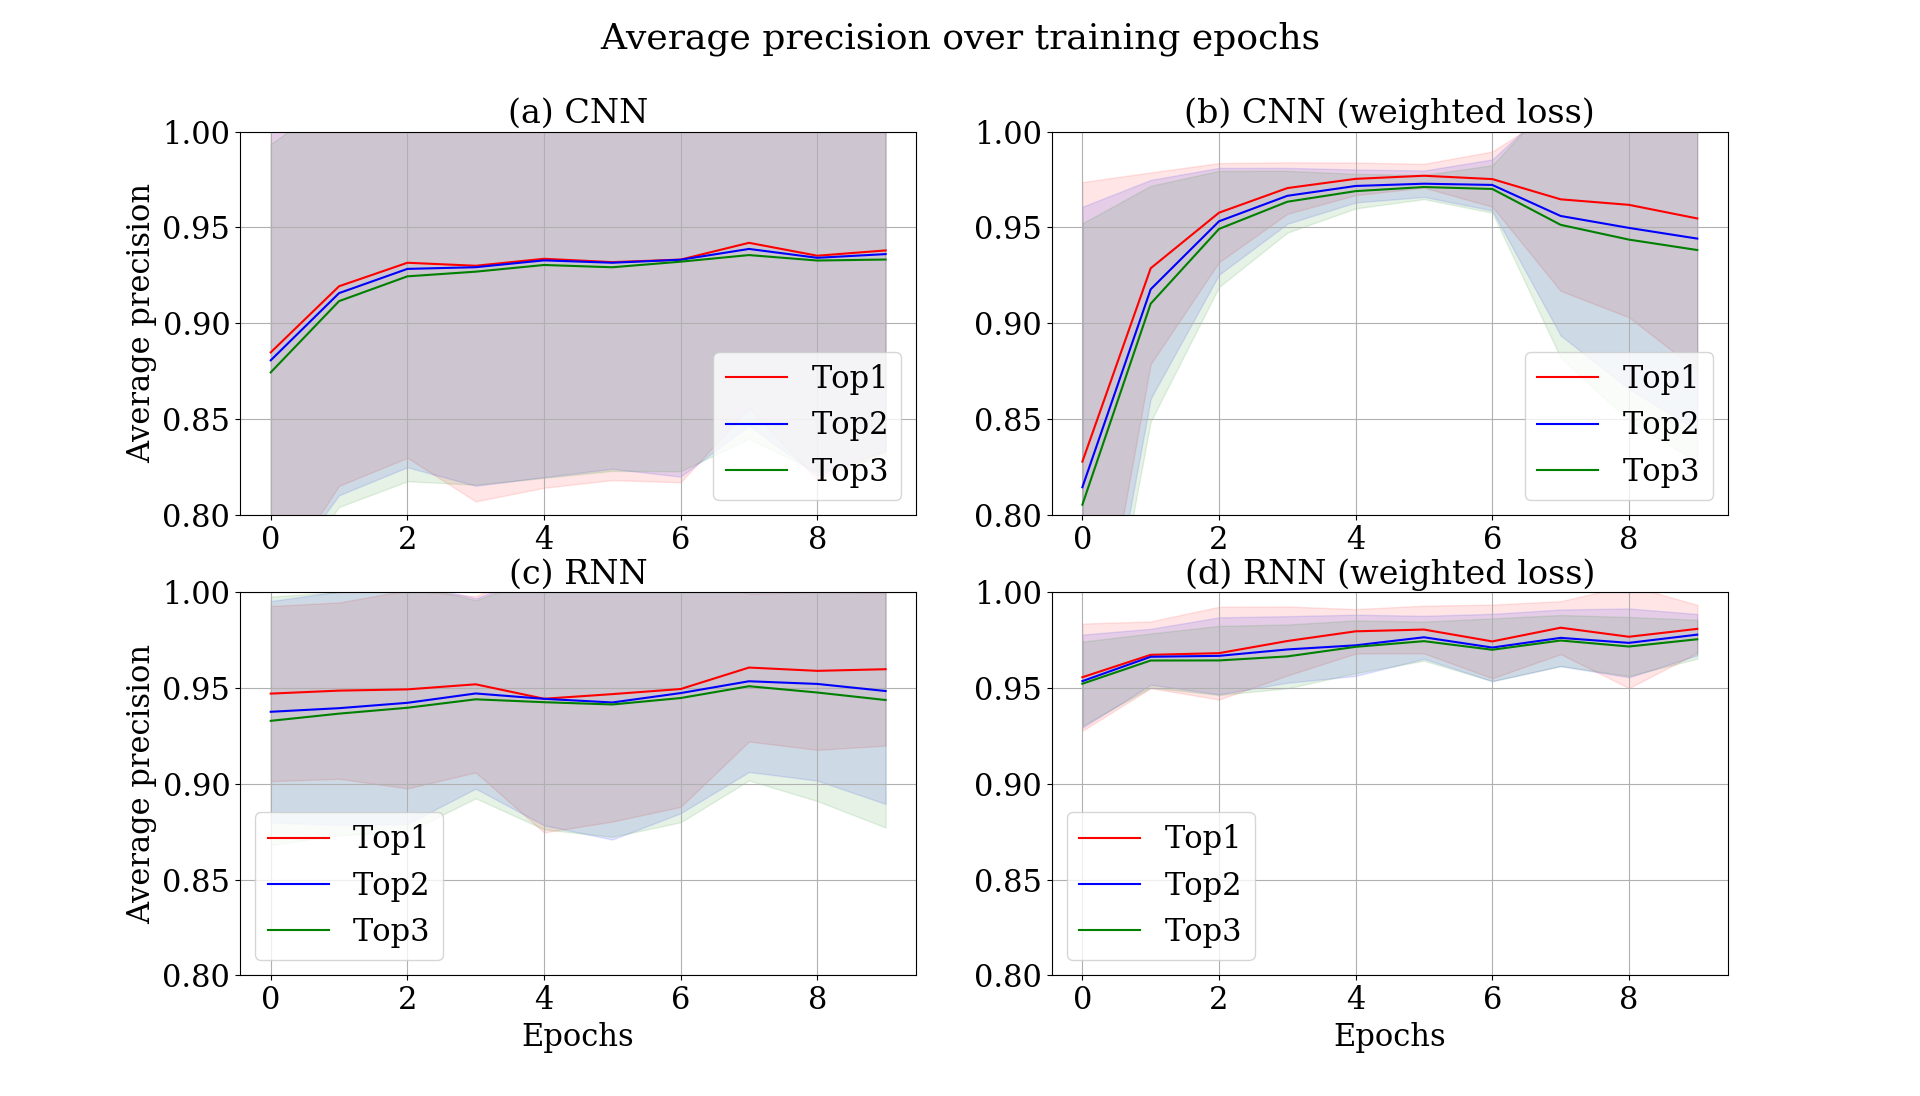 Average precision over training epochs
(a) CNN
(b) CNN (weighted loss)
Average precision
1.00
0.95
0.90
0.85
0.80
0 2 4 6 8
Top1
Top2
Top3
1.00
0.95
0.90
0.85
0.80
0 2 4 6 8
Top1
Top2
Top3
(c) RNN
(d) RNN (weighted loss)
Average precision
1.00
0.95
0.90
0.85
0.80
0 2 4 6 8
Top1
Top2
Top3
Epochs
1.00
0.95
0.90
0.85
0.80
0 2 4 6 8
Top1
Top2
Top3
Epochs